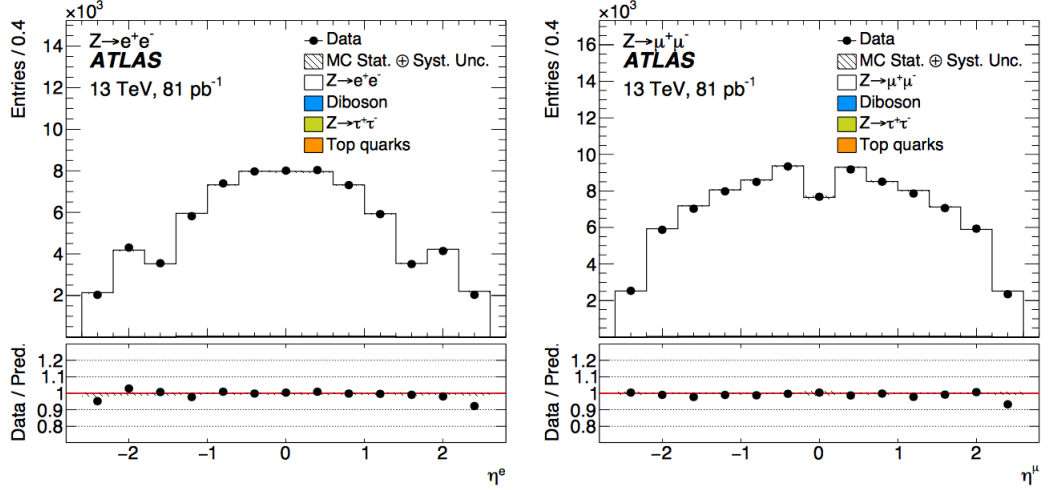 ×10³
Entries / 0.4
14
12
10
8
6
4
2
Z→e⁺e⁻
ATLAS
13 TeV, 81 pb⁻¹
Data
MC Stat. ⊕ Syst. Unc.
Z→e⁺e⁻
Diboson
Z→τ⁺τ⁻
Top quarks
Data / Pred.
1.2
1.1
1
0.9
0.8
−2 −1 0 1 2
ηᵉ
×10³
Entries / 0.4
16
14
12
10
8
6
4
2
Z→μ⁺μ⁻
ATLAS
13 TeV, 81 pb⁻¹
Data
MC Stat. ⊕ Syst. Unc.
Z→μ⁺μ⁻
Diboson
Z→τ⁺τ⁻
Top quarks
Data / Pred.
1.2
1.1
1
0.9
0.8
−2 −1 0 1 2
η^μ